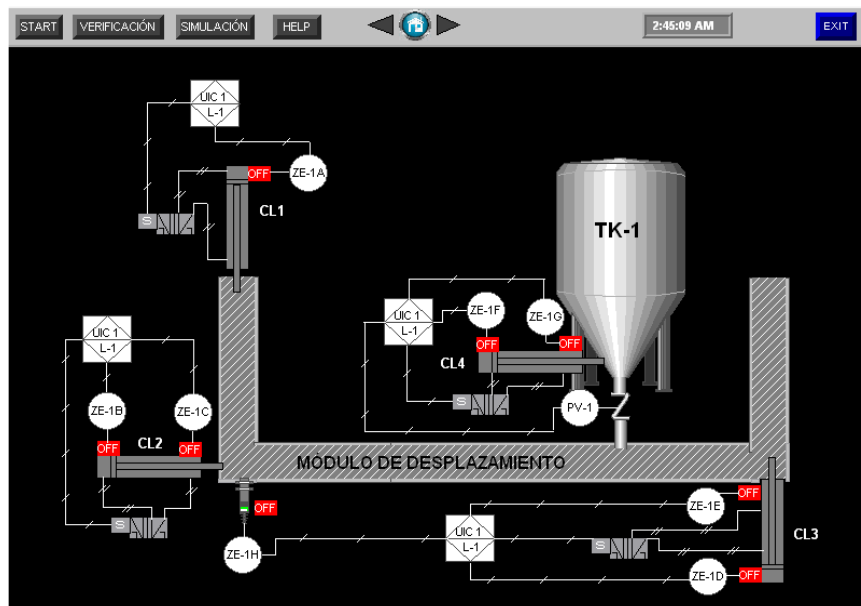 START
VERIFICACIÓN
SIMULACIÓN
HELP
2:45:09 AM
EXIT
UIC 1
L-1
ZE-1A
OFF
S
CL1
TK-1
UIC 1
L-1
ZE-1F
ZE-1G
OFF
OFF
CL4
S
PV-1
UIC 1
L-1
ZE-1B
ZE-1C
OFF
OFF
CL2
S
MÓDULO DE DESPLAZAMIENTO
OFF
ZE-1H
UIC 1
L-1
S
ZE-1E
OFF
CL3
ZE-1D
OFF